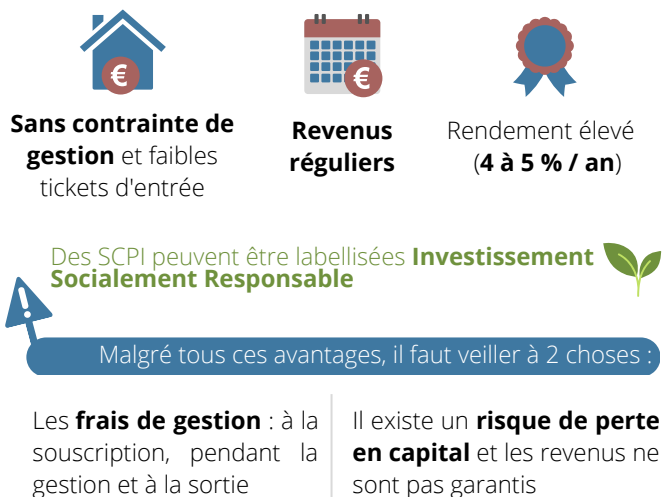 €
€
Sans contrainte de
gestion et faibles
tickets d'entrée
Revenus
réguliers
Rendement élevé
(4 à 5 % / an)
Des SCPI peuvent être labellisées Investissement
Socialement Responsable
!
Malgré tous ces avantages, il faut veiller à 2 choses :
Les frais de gestion : à la
souscription, pendant la
gestion et à la sortie
Il existe un risque de perte
en capital et les revenus ne
sont pas garantis